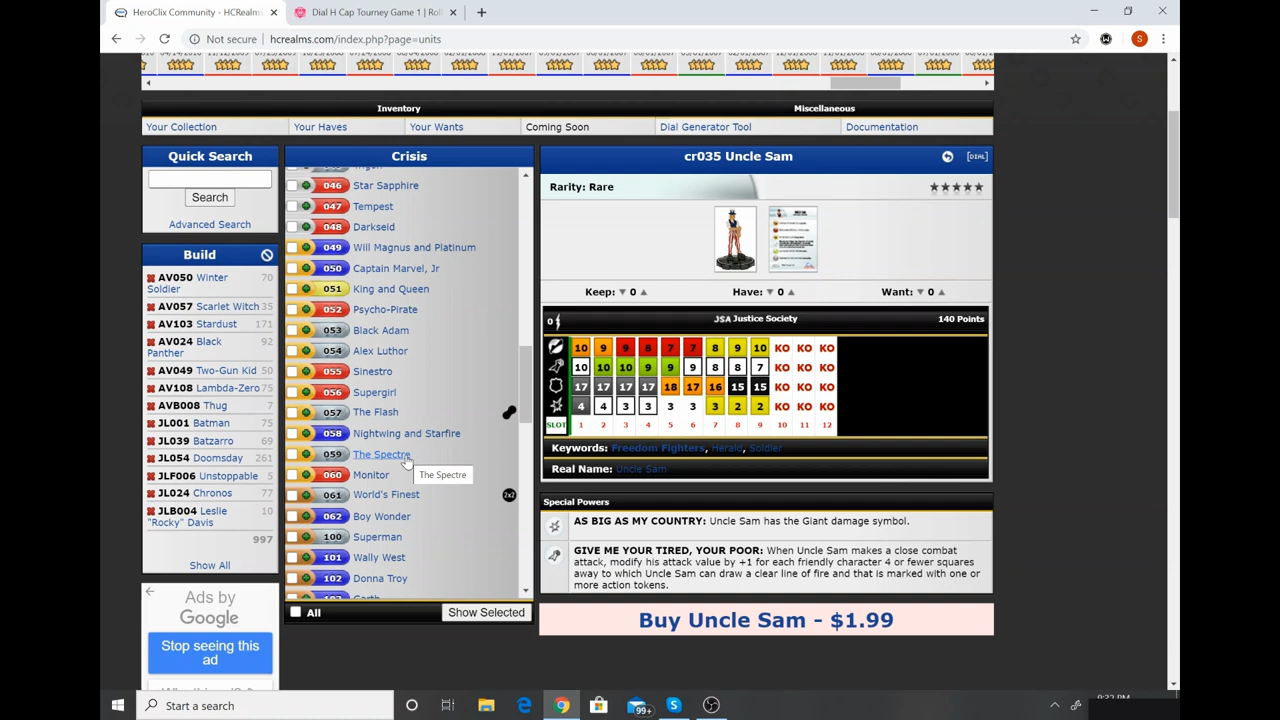 HeroClix Community - HCRealms
Dial H Cap Tourney Game 1 | Roll
Not secure
hcrealms.com/index.php?page=units
S
Inventory
Miscellaneous
Your Collection
Your Haves
Your Wants
Coming Soon
Dial Generator Tool
Documentation
Quick Search
Search
Advanced Search
Build
AV050 Winter Soldier 70
AV057 Scarlet Witch 35
AV103 Stardust 171
AV024 Black Panther 92
AV049 Two-Gun Kid 50
AV108 Lambda-Zero 75
AVB008 Thug 7
JL001 Batman 77
JL039 Batzarro 69
JL054 Doomsday 261
JLF006 Unstoppable 5
JL024 Chronos 77
JLB004 Leslie "Rocky" Davis 10
997
Show All
Ads by
Google
Stop seeing this
ad
Crisis
046 Star Sapphire
047 Tempest
048 Darkseid
049 Will Magnus and Platinum
050 Captain Marvel, Jr
051 King and Queen
052 Psycho-Pirate
053 Black Adam
054 Alex Luthor
055 Sinestro
056 Supergirl
057 The Flash
058 Nightwing and Starfire
059 The Spectre
The Spectre
060 Monitor
061 World's Finest
2x2
062 Boy Wonder
100 Superman
101 Wally West
102 Donna Troy
All
Show Selected
cr035 Uncle Sam
[DIAL]
Rarity: Rare
Keep: 0
Have: 0
Want: 0
0
JSA Justice Society
140 Points
10 9 9 8 7 7 8 9 10 KO KO KO
10 10 10 9 9 9 8 8 7 KO KO KO
17 17 17 17 18 17 16 15 15 KO KO KO
4 4 3 3 3 3 3 2 2 KO KO KO
SLOT 1 2 3 4 5 6 7 8 9 10 11 12
Keywords: Freedom Fighters, Herald, Soldier
Real Name: Uncle Sam
Special Powers
AS BIG AS MY COUNTRY: Uncle Sam has the Giant damage symbol.
GIVE ME YOUR TIRED, YOUR POOR: When Uncle Sam makes a close combat
attack, modify his attack value by +1 for each friendly character 4 or fewer squares
away to which Uncle Sam can draw a clear line of fire and that is marked with one or
more action tokens.
Buy Uncle Sam - $1.99
Start a search
99+